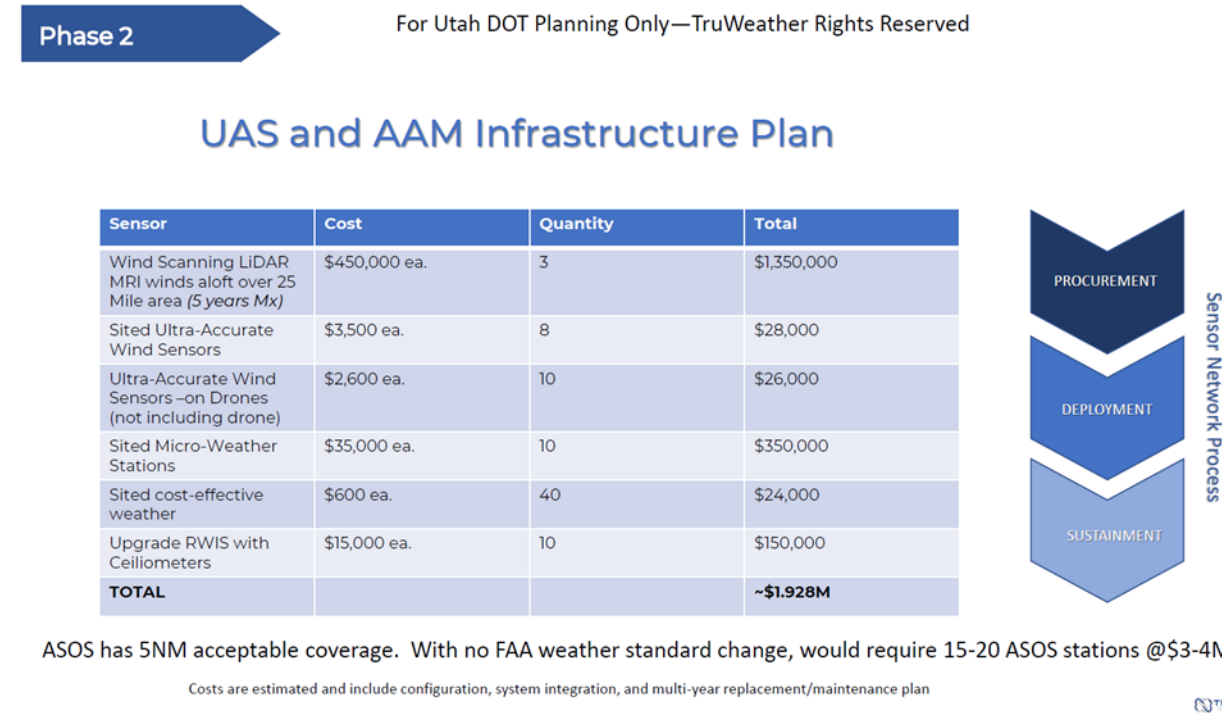 Phase 2
For Utah DOT Planning Only—TruWeather Rights Reserved
UAS and AAM Infrastructure Plan
Sensor Cost Quantity Total
Wind Scanning LiDAR $450,000 ea. 3 $1,350,000
MRI winds aloft over 25
Mile area (5 years Mx)
Sited Ultra-Accurate $3,500 ea. 8 $28,000
Wind Sensors
Ultra-Accurate Wind $2,600 ea. 10 $26,000
Sensors –on Drones
(not including drone)
Sited Micro-Weather $35,000 ea. 10 $350,000
Stations
Sited cost-effective $600 ea. 40 $24,000
weather
Upgrade RWIS with $15,000 ea. 10 $150,000
Ceiliometers
TOTAL ~$1.928M
PROCUREMENT
DEPLOYMENT
SUSTAINMENT
Sensor Network Process
ASOS has 5NM acceptable coverage.  With no FAA weather standard change, would require 15-20 ASOS stations @$3-4M
Costs are estimated and include configuration, system integration, and multi-year replacement/maintenance plan